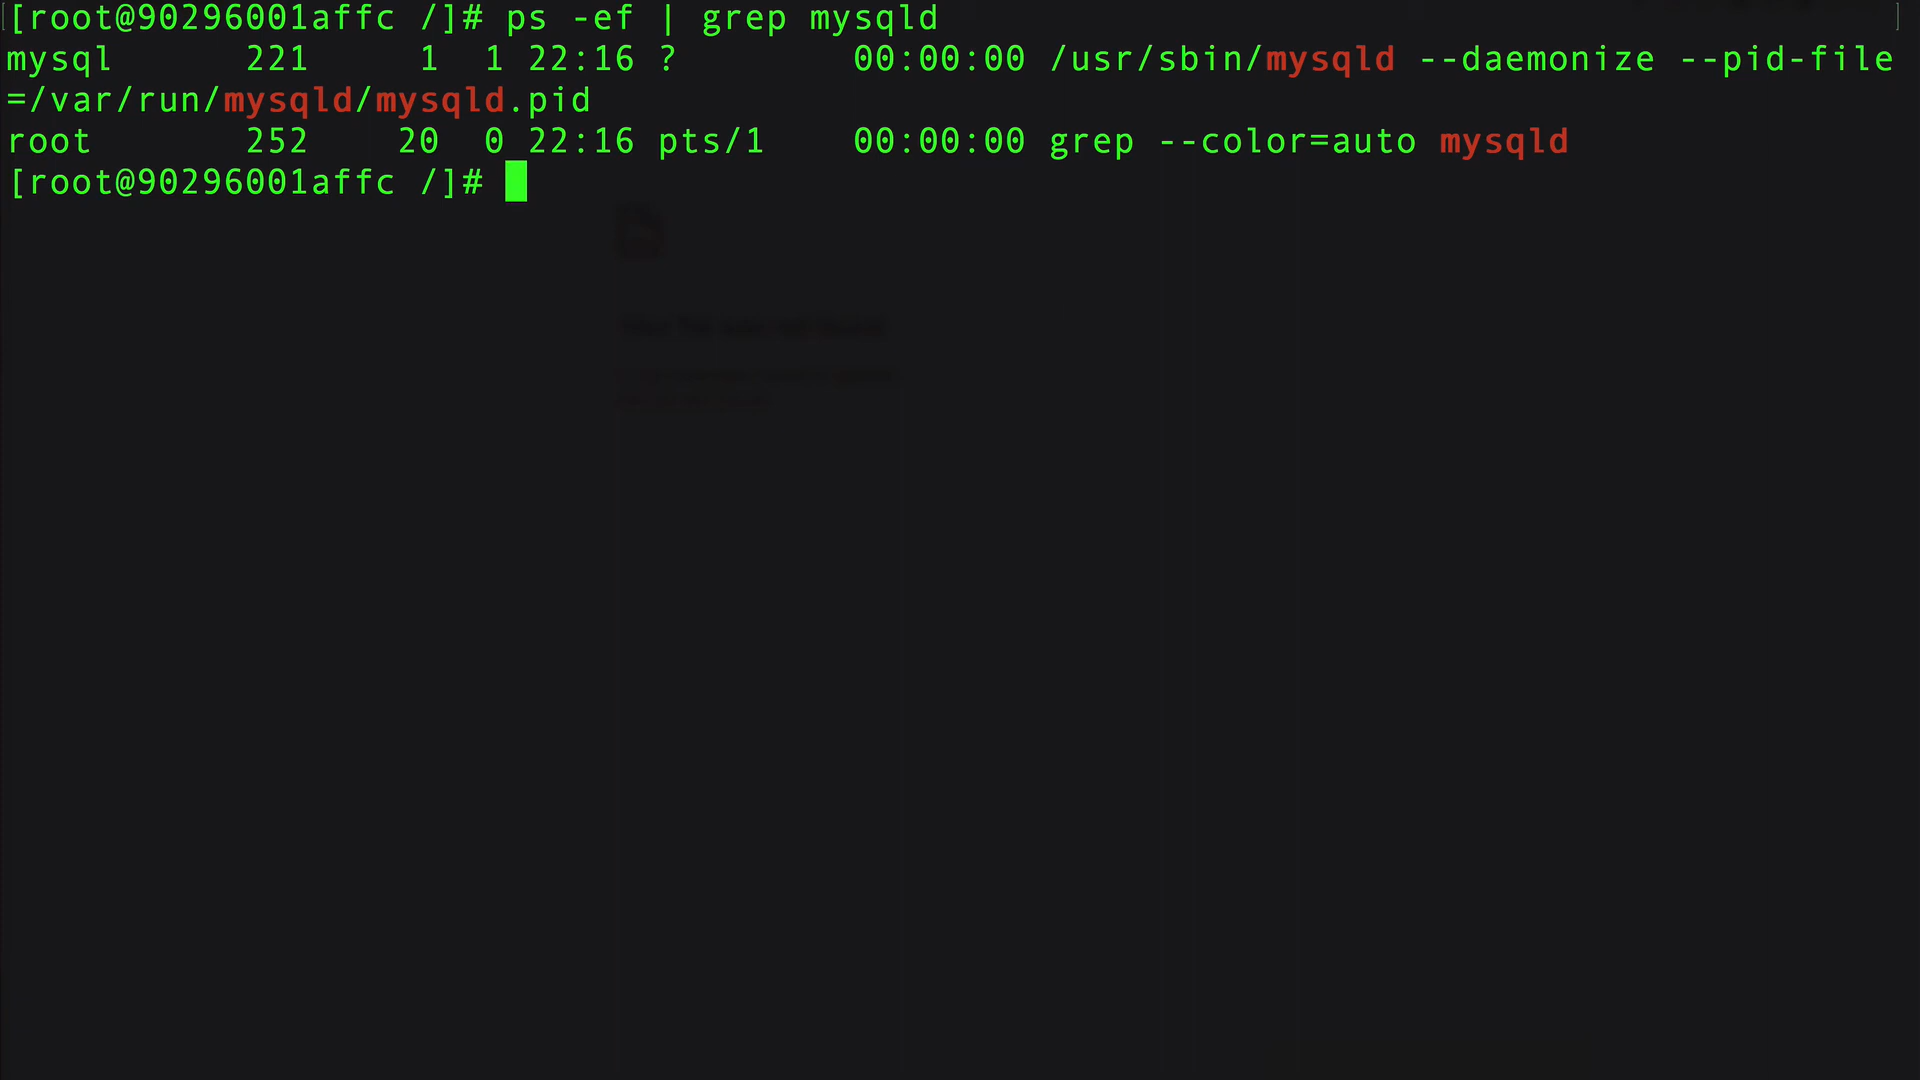 [root@90296001affc /]# ps -ef | grep mysqld
mysql 221 1 1 22:16 ? 00:00:00 /usr/sbin/mysqld --daemonize --pid-file
=/var/run/mysqld/mysqld.pid
root 252 20 0 22:16 pts/1 00:00:00 grep --color=auto mysqld
[root@90296001affc /]#